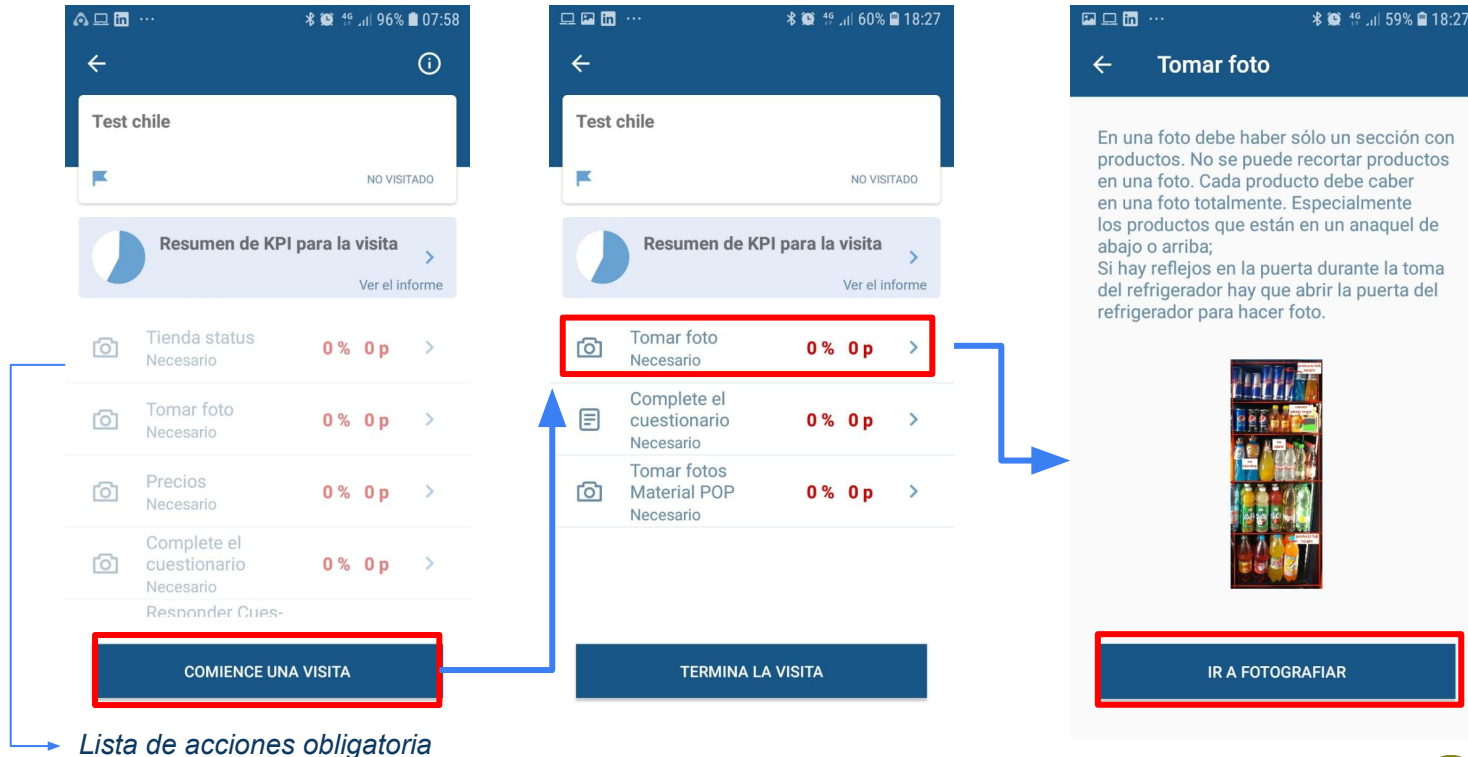 96% 07:58
Test chile
NO VISITADO
Resumen de KPI para la visita
Ver el informe
Tienda status
Necesario
0 % 0 p
Tomar foto
Necesario
0 % 0 p
Precios
Necesario
0 % 0 p
Complete el
cuestionario
Necesario
0 % 0 p
Responder Cues-
COMIENCE UNA VISITA
Lista de acciones obligatoria
60% 18:27
Test chile
NO VISITADO
Resumen de KPI para la visita
Ver el informe
Tomar foto
Necesario
0 % 0 p
Complete el
cuestionario
Necesario
0 % 0 p
Tomar fotos
Material POP
Necesario
0 % 0 p
TERMINA LA VISITA
59% 18:27
Tomar foto
En una foto debe haber sólo un sección con
productos. No se puede recortar productos
en una foto. Cada producto debe caber
en una foto totalmente. Especialmente
los productos que están en un anaquel de
abajo o arriba;
Si hay reflejos en la puerta durante la toma
del refrigerador hay que abrir la puerta del
refrigerador para hacer foto.
IR A FOTOGRAFIAR